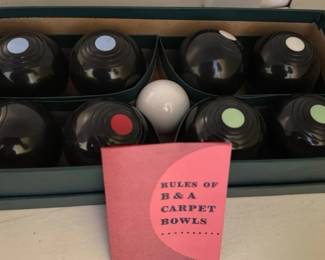 RULES OF
B & A
CARPET
BOWLS